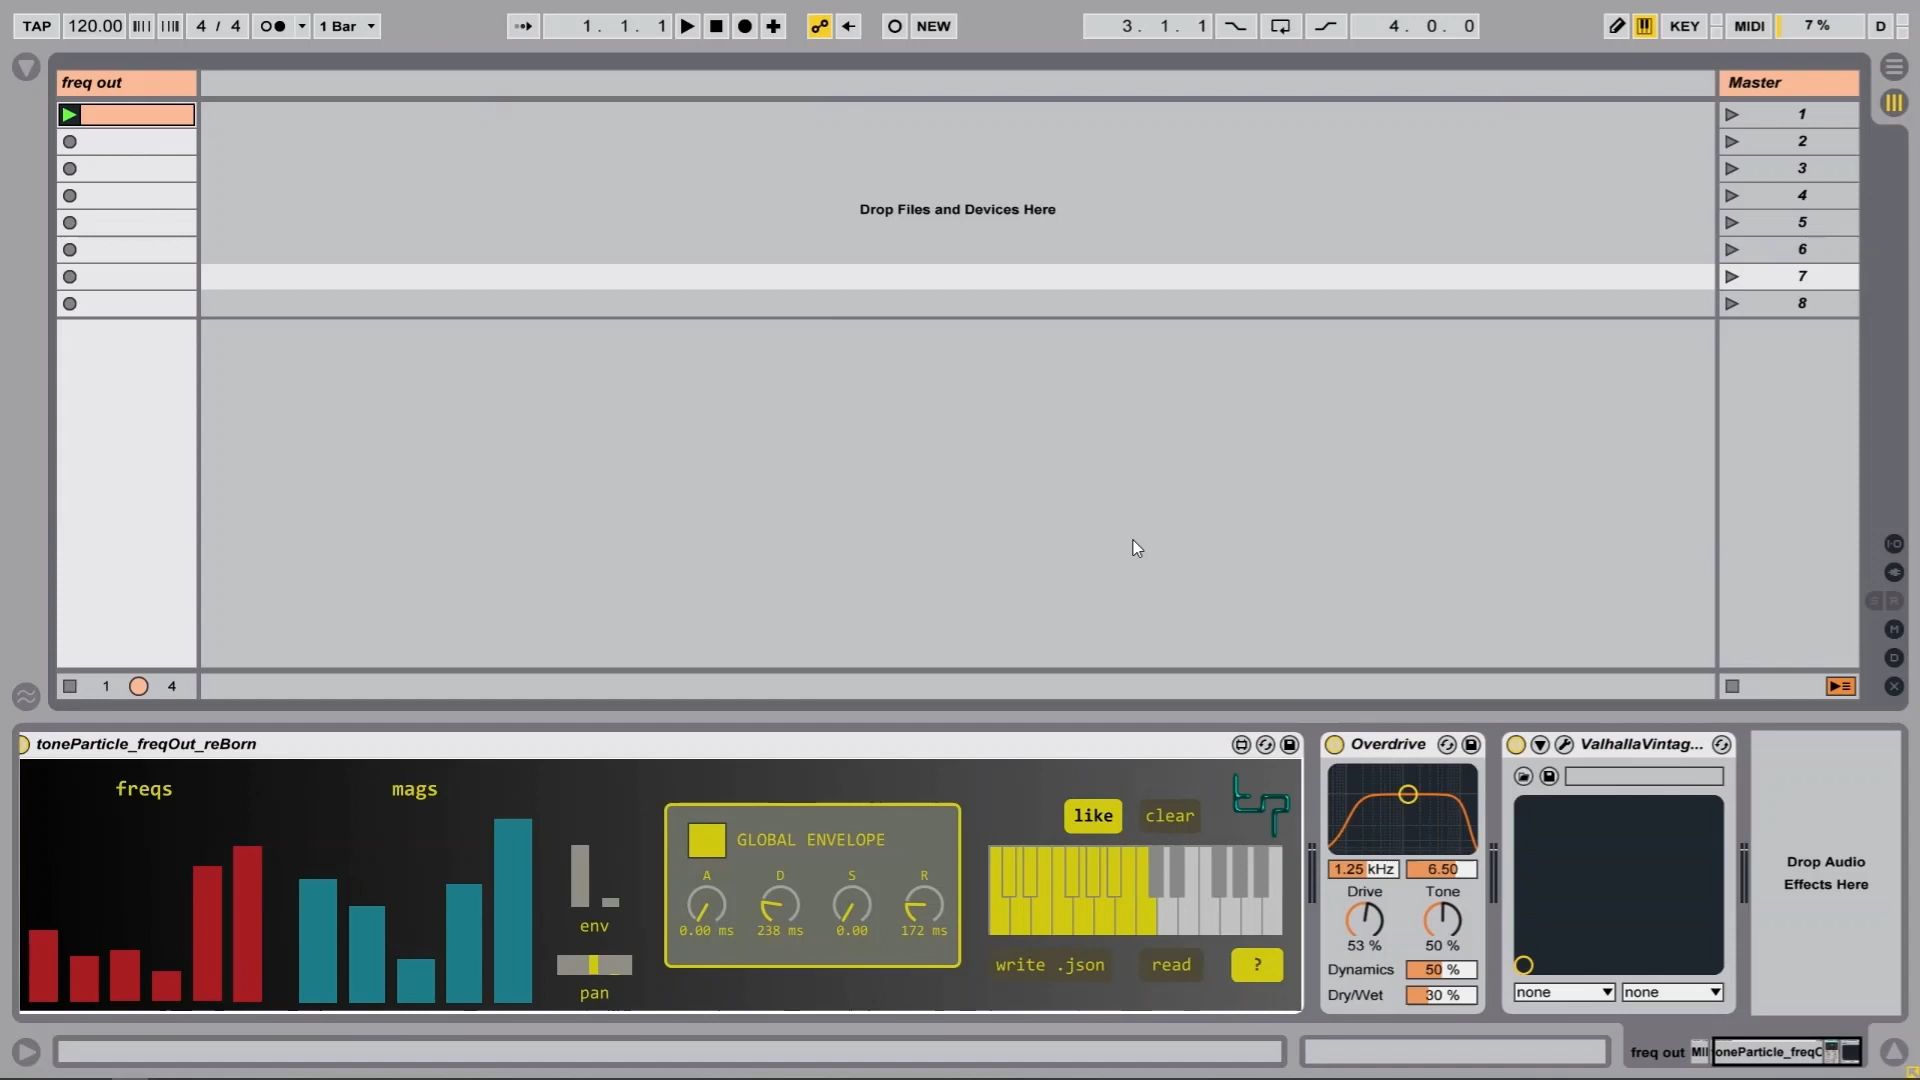 TAP 120.00 4 / 4 1 Bar 1. 1. 1 NEW 3. 1. 1 4. 0. 0 KEY MIDI 7 % D
freq out Master
1
2
3
4
5
6
7
8
Drop Files and Devices Here
1 4
I-O
S R
M
D
X
toneParticle_freqOut_reBorn
freqs mags
env
pan
GLOBAL ENVELOPE
A D S R
0.00 ms 238 ms 0.00 172 ms
like clear
tp
write .json read ?
Overdrive
1.25 kHz 6.50
Drive Tone
53 % 50 %
Dynamics 50 %
Dry/Wet 30 %
ValhallaVintag...
none none
Drop Audio
Effects Here
freq out MII oneParticle_freqO